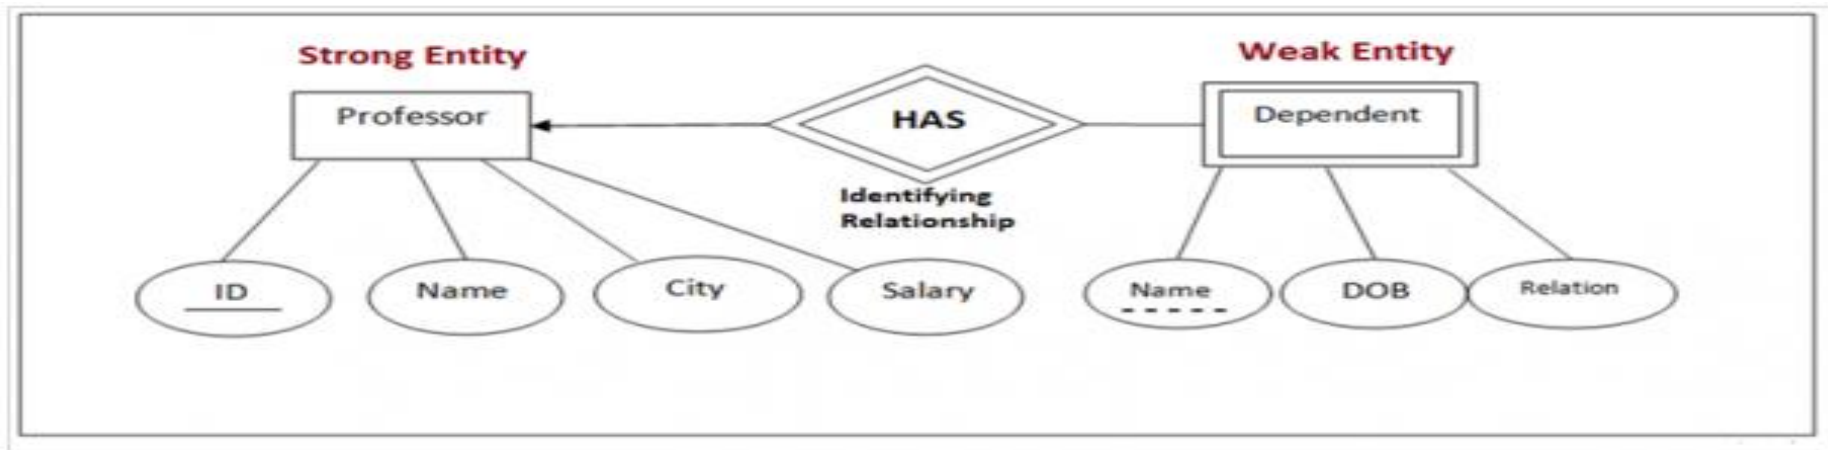 Strong Entity
Weak Entity
Professor
HAS
Dependent
Identifying
Relationship
ID
Name
City
Salary
Name
DOB
Relation